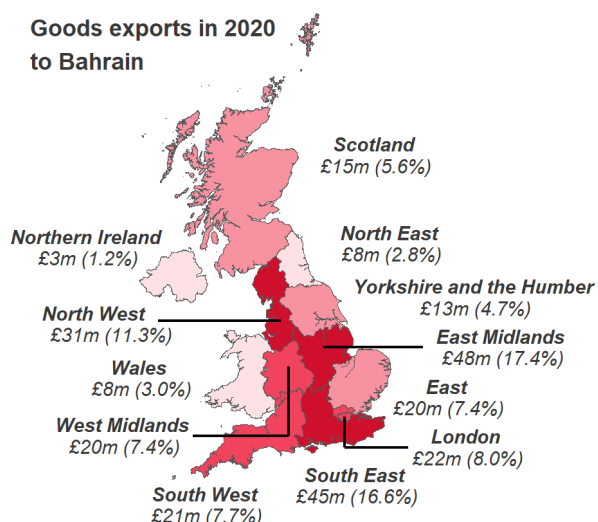 Goods exports in 2020
to Bahrain
Scotland
£15m (5.6%)
Northern Ireland
£3m (1.2%)
North East
£8m (2.8%)
Yorkshire and the Humber
£13m (4.7%)
North West
£31m (11.3%)
East Midlands
£48m (17.4%)
Wales
£8m (3.0%)
East
£20m (7.4%)
West Midlands
£20m (7.4%)
London
£22m (8.0%)
South East
£45m (16.6%)
South West
£21m (7.7%)